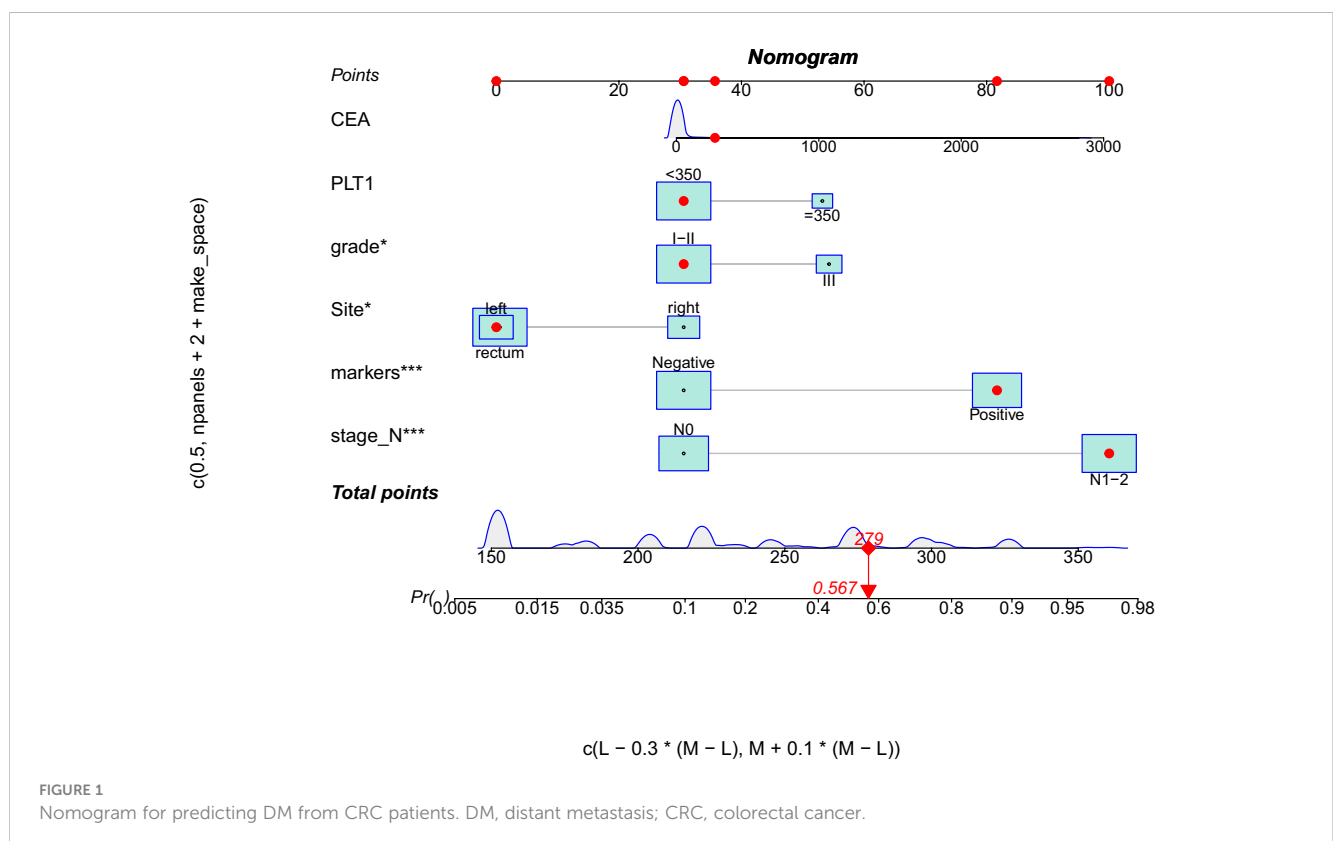 Nomogram
Points
0 20 40 60 80 100
CEA
0 1000 2000 3000
PLT1
<350
=350
grade*
I−II
III
Site*
left
right
rectum
markers***
Negative
Positive
stage_N***
N0
N1−2
Total points
279
150 200 250 300 350
0.567
Pr( )
0.005 0.015 0.035 0.1 0.2 0.4 0.6 0.8 0.9 0.95 0.98
c(0.5, npanels + 2 + make_space)
c(L − 0.3 * (M − L), M + 0.1 * (M − L))
FIGURE 1
Nomogram for predicting DM from CRC patients. DM, distant metastasis; CRC, colorectal cancer.